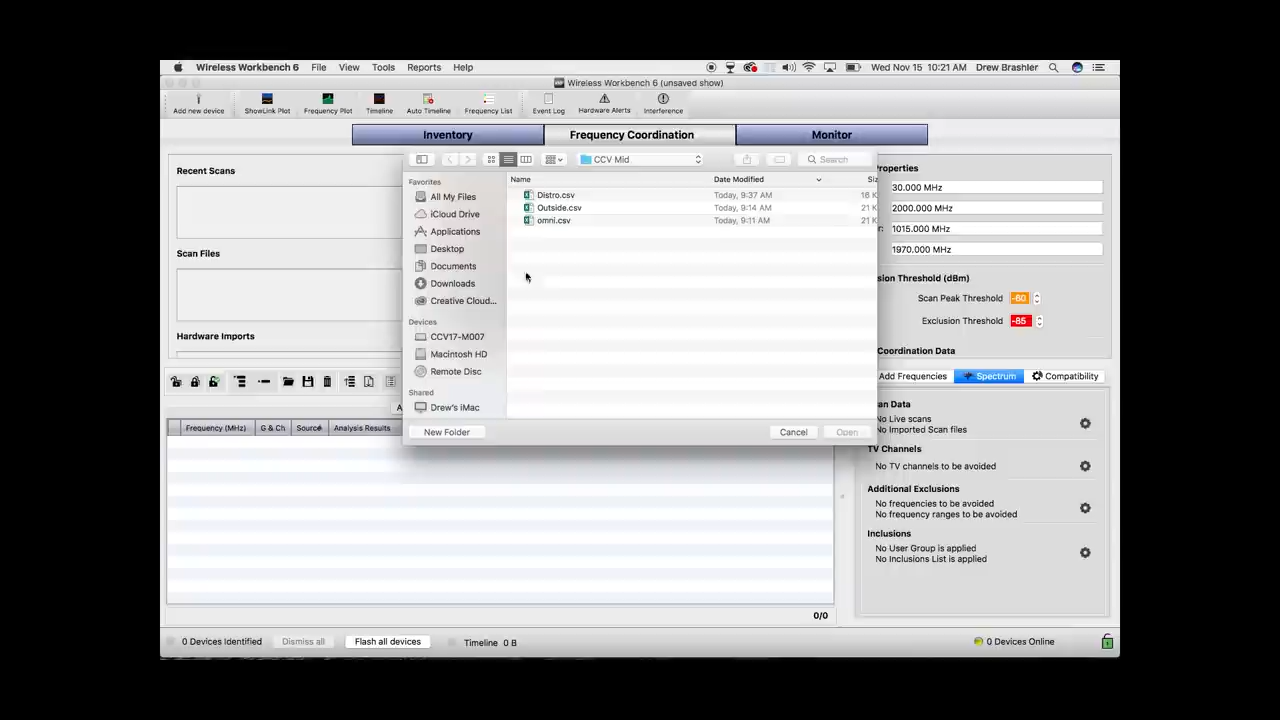 Wireless Workbench 6 File View Tools Reports Help Wed Nov 15 10:21 AM Drew Brashler
Wireless Workbench 6 (unsaved show)
Add new device ShowLink Plot Frequency Plot Timeline Auto Timeline Frequency List Event Log Hardware Alerts Interference
Inventory Frequency Coordination Monitor
CCV Mid Search
Recent Scans
Scan Files
Hardware Imports
Favorites
All My Files
iCloud Drive
Applications
Desktop
Documents
Downloads
Creative Cloud...
Devices
CCV17-M007
Macintosh HD
Remote Disc
Shared
Drew's iMac
Name Date Modified
Distro.csv Today, 9:37 AM 16 K
Outside.csv Today, 9:14 AM 21 K
omni.csv Today, 9:11 AM 21 K
New Folder Cancel Open
30.000 MHz
2000.000 MHz
1015.000 MHz
1970.000 MHz
Threshold (dBm)
Scan Peak Threshold -60
Exclusion Threshold -85
Coordination Data
Add Frequencies Spectrum Compatibility
Data
No Live scans
No Imported Scan files
TV Channels
No TV channels to be avoided
Additional Exclusions
No frequencies to be avoided
No frequency ranges to be avoided
Inclusions
No User Group is applied
No Inclusions List is applied
Frequency (MHz) G & Ch Source Analysis Results
0/0
0 Devices Identified Dismiss all Flash all devices Timeline 0 B 0 Devices Online